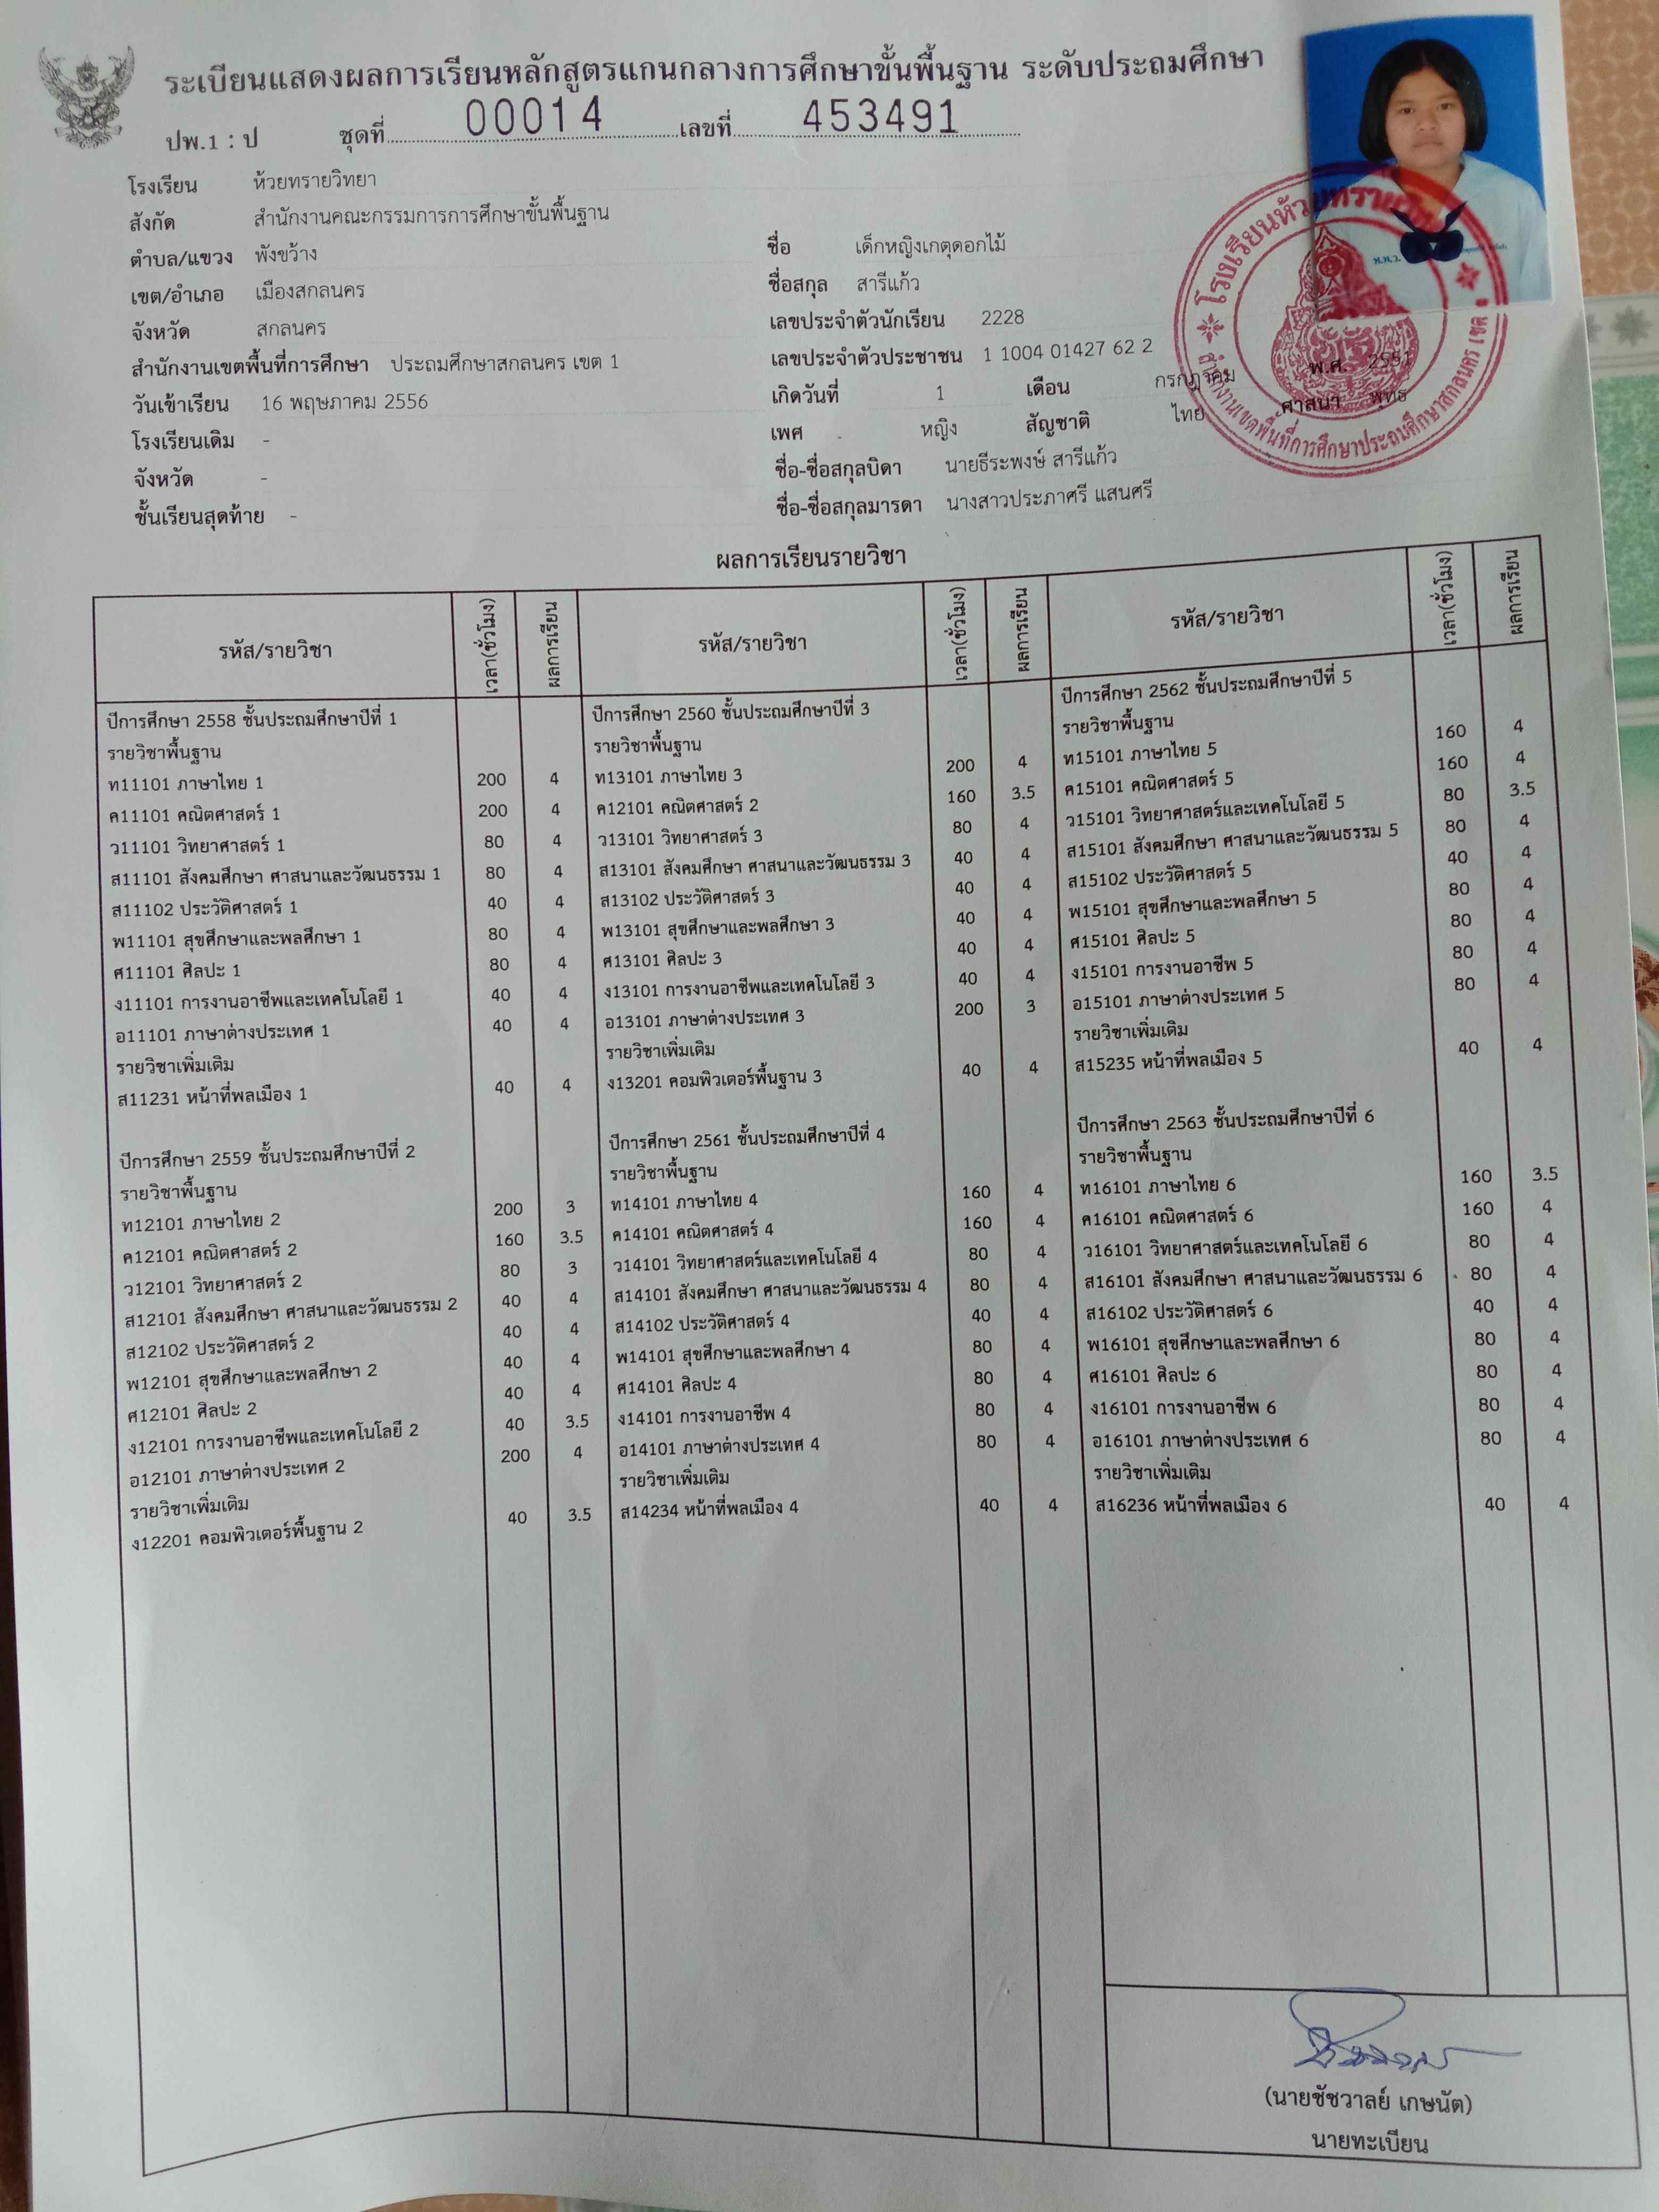 ระเบียนแสดงผลการเรียนหลักสูตรแกนกลางการศึกษาขั้นพื้นฐาน ระดับประถมศึกษา
ปพ.1 : ป ชุดที่ 00014 เลขที่ 453491
โรงเรียน ห้วยทรายวิทยา
สังกัด สำนักงานคณะกรรมการการศึกษาขั้นพื้นฐาน
ตำบล/แขวง พังขว้าง
เขต/อำเภอ เมืองสกลนคร
จังหวัด สกลนคร
สำนักงานเขตพื้นที่การศึกษา ประถมศึกษาสกลนคร เขต 1
วันเข้าเรียน 16 พฤษภาคม 2556
โรงเรียนเดิม -
จังหวัด -
ชั้นเรียนสุดท้าย -
ชื่อ เด็กหญิงเกตุดอกไม้
ชื่อสกุล สารีแก้ว
เลขประจำตัวนักเรียน 2228
เลขประจำตัวประชาชน 1 1004 01427 62 2
เกิดวันที่ 1 เดือน กรกฎาคม พ.ศ. 2551
เพศ หญิง สัญชาติ ไทย ศาสนา พุทธ
ชื่อ-ชื่อสกุลบิดา นายธีระพงษ์ สารีแก้ว
ชื่อ-ชื่อสกุลมารดา นางสาวประภาศรี แสนศรี
ผลการเรียนรายวิชา
รหัส/รายวิชา เวลา(ชั่วโมง) ผลการเรียน
ปีการศึกษา 2558 ชั้นประถมศึกษาปีที่ 1
รายวิชาพื้นฐาน
ท11101 ภาษาไทย 1 200 4
ค11101 คณิตศาสตร์ 1 200 4
ว11101 วิทยาศาสตร์ 1 80 4
ส11101 สังคมศึกษา ศาสนาและวัฒนธรรม 1 80 4
ส11102 ประวัติศาสตร์ 1 40 4
พ11101 สุขศึกษาและพลศึกษา 1 80 4
ศ11101 ศิลปะ 1 80 4
ง11101 การงานอาชีพและเทคโนโลยี 1 40 4
อ11101 ภาษาต่างประเทศ 1 40 4
รายวิชาเพิ่มเติม
ส11231 หน้าที่พลเมือง 1 40 4
ปีการศึกษา 2559 ชั้นประถมศึกษาปีที่ 2
รายวิชาพื้นฐาน
ท12101 ภาษาไทย 2 200 3
ค12101 คณิตศาสตร์ 2 160 3.5
ว12101 วิทยาศาสตร์ 2 80 3
ส12101 สังคมศึกษา ศาสนาและวัฒนธรรม 2 40 4
ส12102 ประวัติศาสตร์ 2 40 4
พ12101 สุขศึกษาและพลศึกษา 2 40 4
ศ12101 ศิลปะ 2 40 4
ง12101 การงานอาชีพและเทคโนโลยี 2 40 3.5
อ12101 ภาษาต่างประเทศ 2 200 4
รายวิชาเพิ่มเติม
ง12201 คอมพิวเตอร์พื้นฐาน 2 40 3.5
รหัส/รายวิชา เวลา(ชั่วโมง) ผลการเรียน
ปีการศึกษา 2560 ชั้นประถมศึกษาปีที่ 3
รายวิชาพื้นฐาน
ท13101 ภาษาไทย 3 200 4
ค12101 คณิตศาสตร์ 2 160 3.5
ว13101 วิทยาศาสตร์ 3 80 4
ส13101 สังคมศึกษา ศาสนาและวัฒนธรรม 3 40 4
ส13102 ประวัติศาสตร์ 3 40 4
พ13101 สุขศึกษาและพลศึกษา 3 40 4
ศ13101 ศิลปะ 3 40 4
ง13101 การงานอาชีพและเทคโนโลยี 3 40 4
อ13101 ภาษาต่างประเทศ 3 200 3
รายวิชาเพิ่มเติม
ง13201 คอมพิวเตอร์พื้นฐาน 3 40 4
ปีการศึกษา 2561 ชั้นประถมศึกษาปีที่ 4
รายวิชาพื้นฐาน
ท14101 ภาษาไทย 4 160 4
ค14101 คณิตศาสตร์ 4 160 4
ว14101 วิทยาศาสตร์และเทคโนโลยี 4 80 4
ส14101 สังคมศึกษา ศาสนาและวัฒนธรรม 4 80 4
ส14102 ประวัติศาสตร์ 4 40 4
พ14101 สุขศึกษาและพลศึกษา 4 80 4
ศ14101 ศิลปะ 4 80 4
ง14101 การงานอาชีพ 4 80 4
อ14101 ภาษาต่างประเทศ 4 80 4
รายวิชาเพิ่มเติม
ส14234 หน้าที่พลเมือง 4 40 4
รหัส/รายวิชา เวลา(ชั่วโมง) ผลการเรียน
ปีการศึกษา 2562 ชั้นประถมศึกษาปีที่ 5
รายวิชาพื้นฐาน
ท15101 ภาษาไทย 5 160 4
ค15101 คณิตศาสตร์ 5 160 4
ว15101 วิทยาศาสตร์และเทคโนโลยี 5 80 3.5
ส15101 สังคมศึกษา ศาสนาและวัฒนธรรม 5 80 4
ส15102 ประวัติศาสตร์ 5 40 4
พ15101 สุขศึกษาและพลศึกษา 5 80 4
ศ15101 ศิลปะ 5 80 4
ง15101 การงานอาชีพ 5 80 4
อ15101 ภาษาต่างประเทศ 5 80 4
รายวิชาเพิ่มเติม
ส15235 หน้าที่พลเมือง 5 40 4
ปีการศึกษา 2563 ชั้นประถมศึกษาปีที่ 6
รายวิชาพื้นฐาน
ท16101 ภาษาไทย 6 160 3.5
ค16101 คณิตศาสตร์ 6 160 4
ว16101 วิทยาศาสตร์และเทคโนโลยี 6 80 4
ส16101 สังคมศึกษา ศาสนาและวัฒนธรรม 6 80 4
ส16102 ประวัติศาสตร์ 6 40 4
พ16101 สุขศึกษาและพลศึกษา 6 80 4
ศ16101 ศิลปะ 6 80 4
ง16101 การงานอาชีพ 6 80 4
อ16101 ภาษาต่างประเทศ 6 80 4
รายวิชาเพิ่มเติม
ส16236 หน้าที่พลเมือง 6 40 4
(นายชัชวาลย์ เกษนัต)
นายทะเบียน